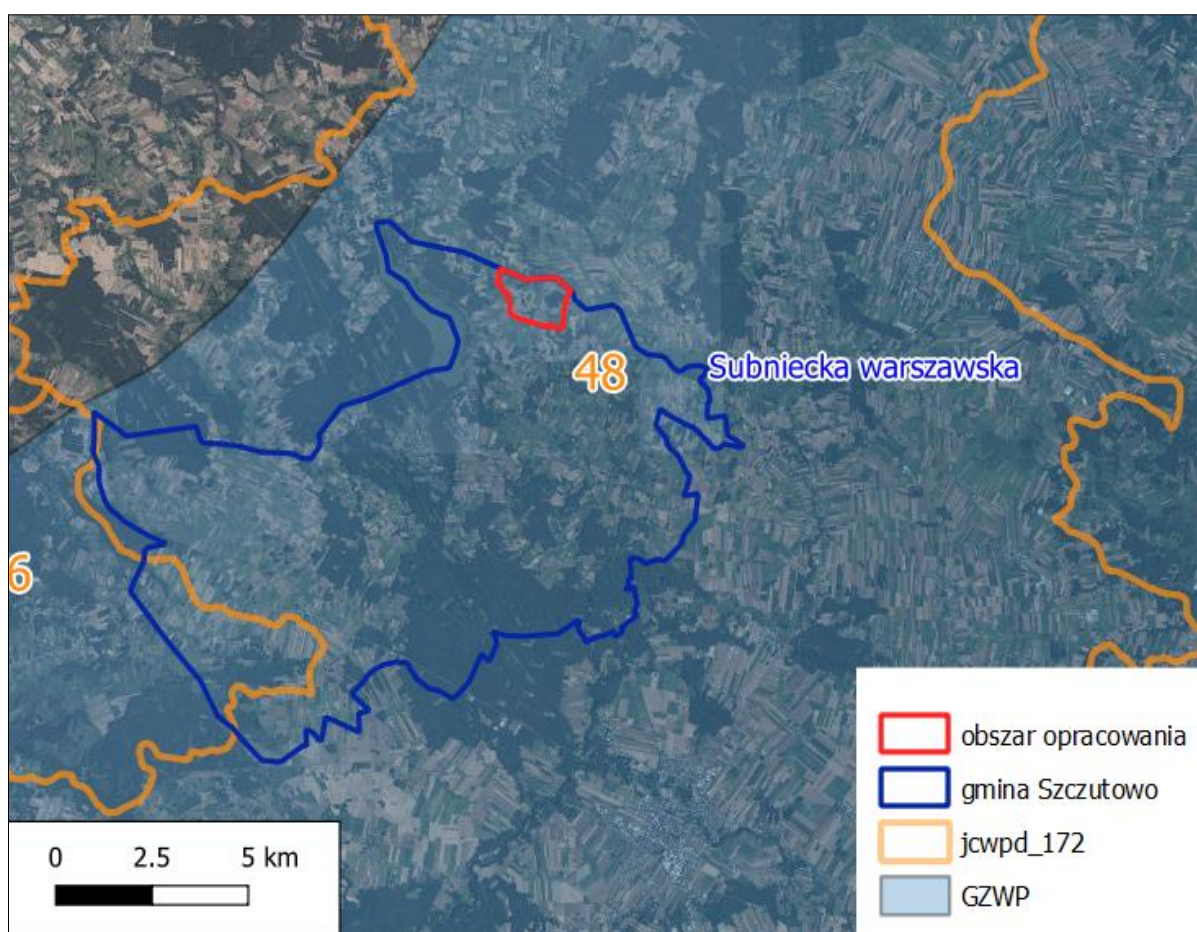 48
Subniecka warszawska
6
obszar opracowania
gmina Szczutowo
jcwpd_172
GZWP
0 2.5 5 km